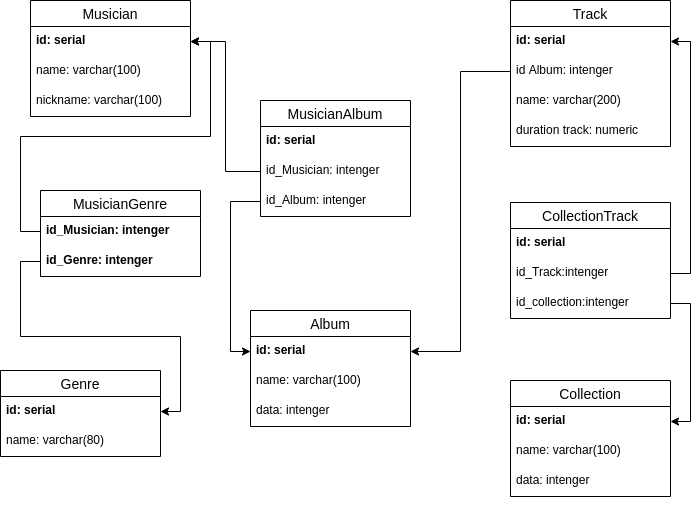 Musician
id: serial
name: varchar(100)
nickname: varchar(100)
MusicianGenre
id_Musician: intenger
id_Genre: intenger
Genre
id: serial
name: varchar(80)
MusicianAlbum
id: serial
id_Musician: intenger
id_Album: intenger
Album
id: serial
name: varchar(100)
data: intenger
Track
id: serial
id Album: intenger
name: varchar(200)
duration track: numeric
CollectionTrack
id: serial
id_Track:intenger
id_collection:intenger
Collection
id: serial
name: varchar(100)
data: intenger